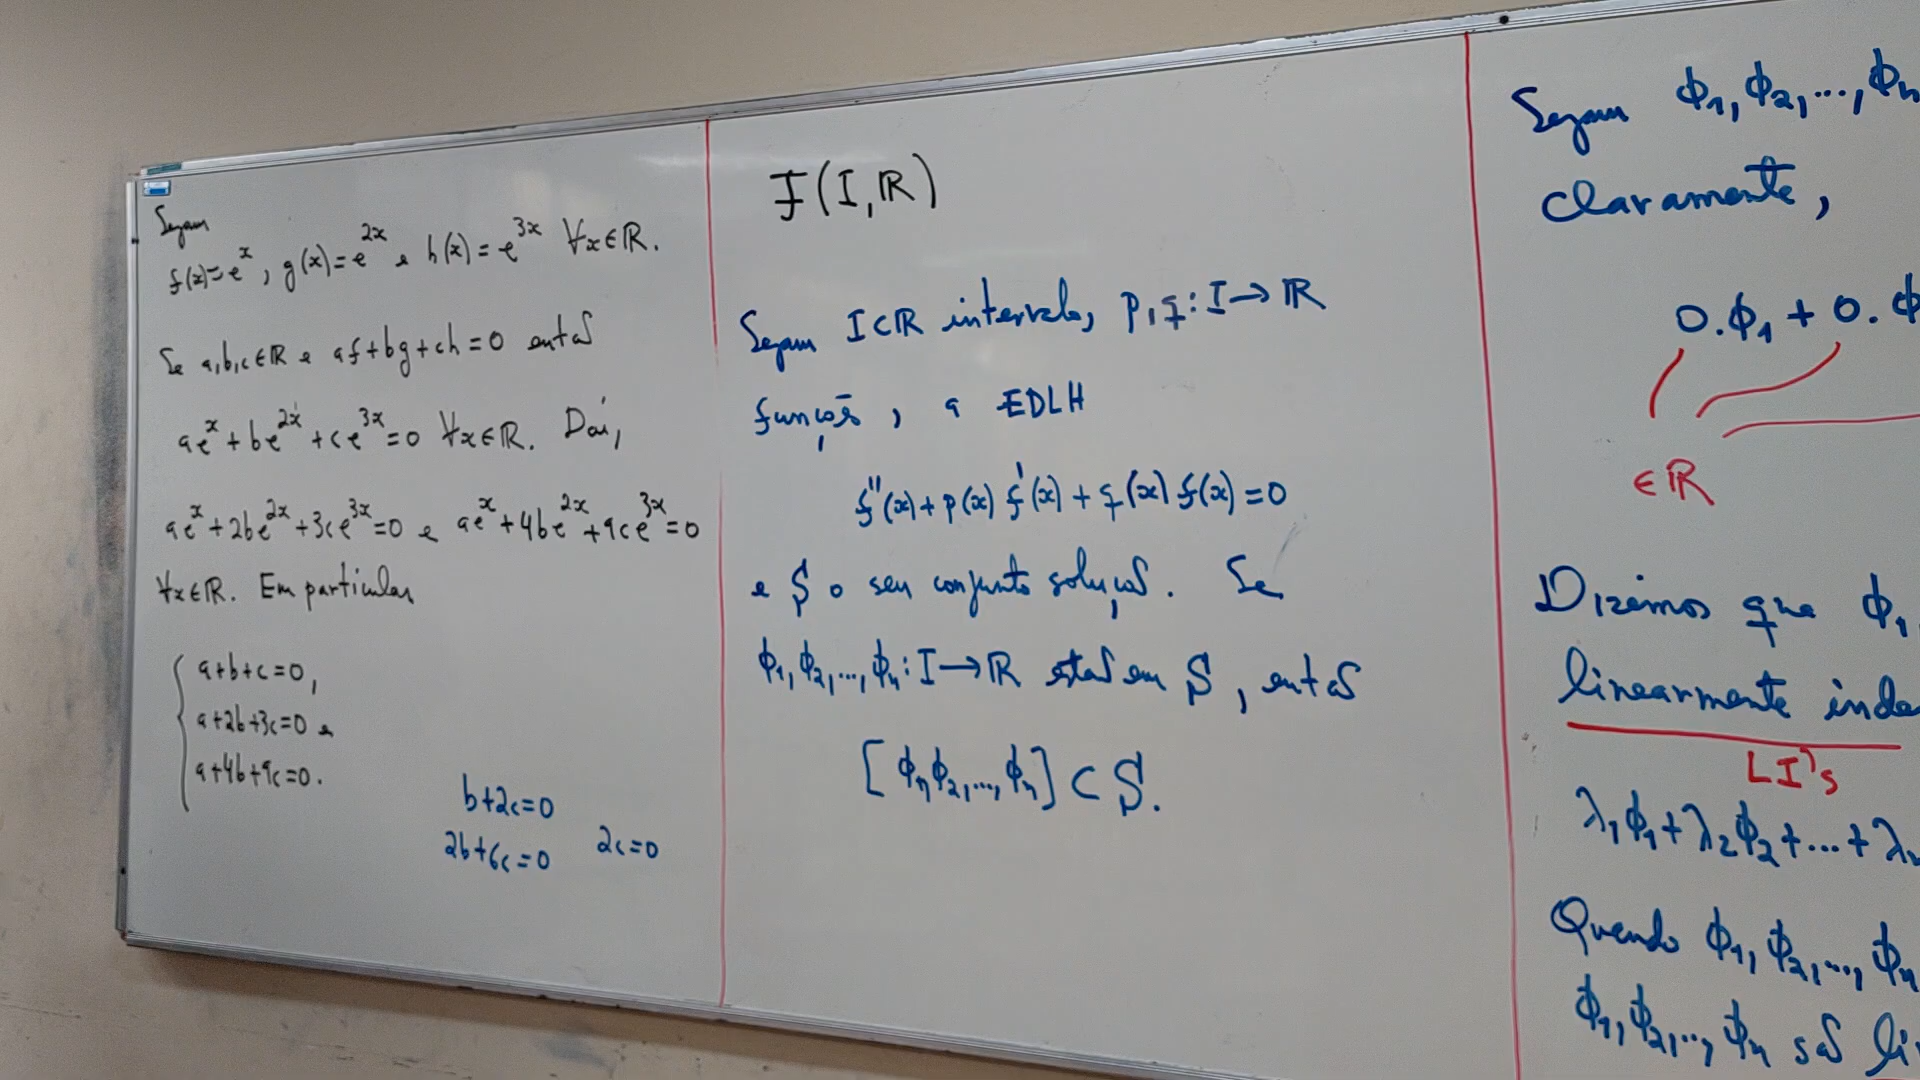 Sejam
f(x)=e^x, g(x)=e^{2x} e h(x)=e^{3x} ∀x∈ℝ.
Se a,b,c∈ℝ e af+bg+ch=0 então
ae^x+be^{2x}+ce^{3x}=0 ∀x∈ℝ. Daí,
ae^x+2be^{2x}+3ce^{3x}=0 e ae^x+4be^{2x}+9ce^{3x}=0
∀x∈ℝ. Em particular
a+b+c=0,
a+2b+3c=0 e
a+4b+9c=0.
b+2c=0
2b+6c=0 2c=0
F(I,ℝ)
Sejam I⊂ℝ intervalo, p,q:I→ℝ
funções, a EDLH
f''(x)+p(x)f'(x)+q(x)f(x)=0
e S o seu conjunto solução. Se
ϕ1,ϕ2,...,ϕn:I→ℝ estão em S, então
[ϕ1,ϕ2,...,ϕn]⊂S.
Sejam ϕ1,ϕ2,...,ϕn
claramente,
0.ϕ1+0.ϕ
∈ℝ
Dizemos que ϕ1,
linearmente inde
LI's
λ1ϕ1+λ2ϕ2+...+λn
Quando ϕ1,ϕ2,...,ϕn
ϕ1,ϕ2,...,ϕn são li